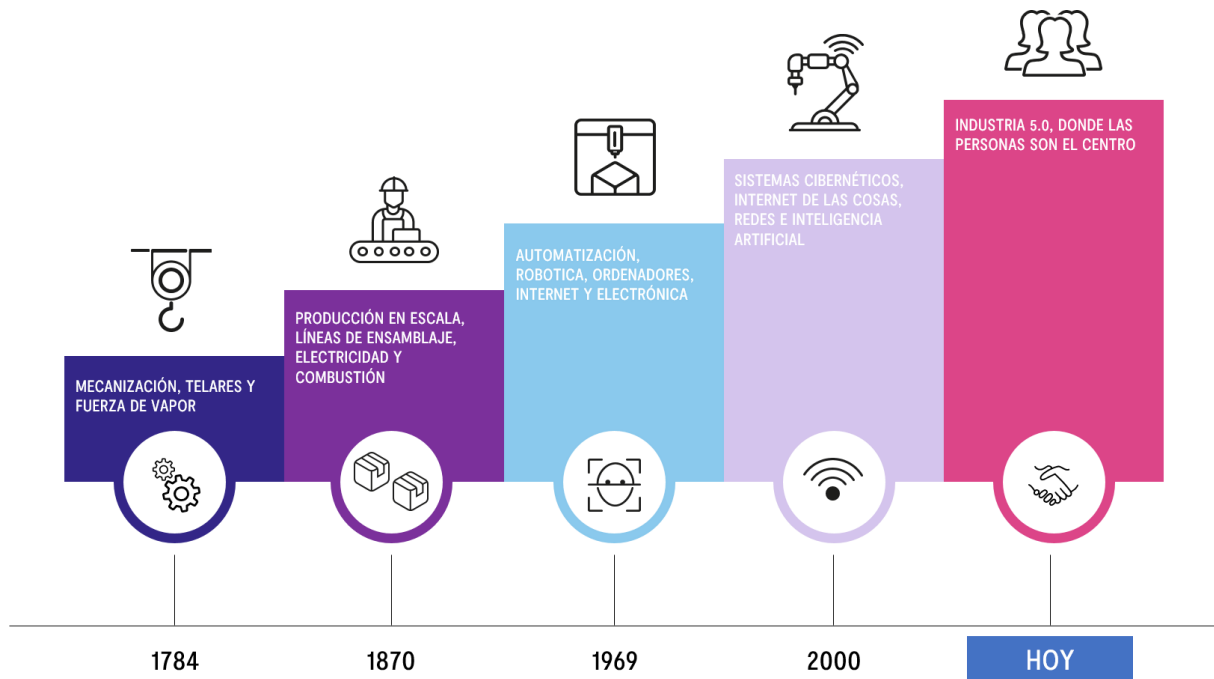 MECANIZACIÓN, TELARES Y
FUERZA DE VAPOR
PRODUCCIÓN EN ESCALA,
LÍNEAS DE ENSAMBLAJE,
ELECTRICIDAD Y
COMBUSTIÓN
AUTOMATIZACIÓN,
ROBOTICA, ORDENADORES,
INTERNET Y ELECTRÓNICA
SISTEMAS CIBERNÉTICOS,
INTERNET DE LAS COSAS,
REDES E INTELIGENCIA
ARTIFICIAL
INDUSTRIA 5.0, DONDE LAS
PERSONAS SON EL CENTRO
1784
1870
1969
2000
HOY